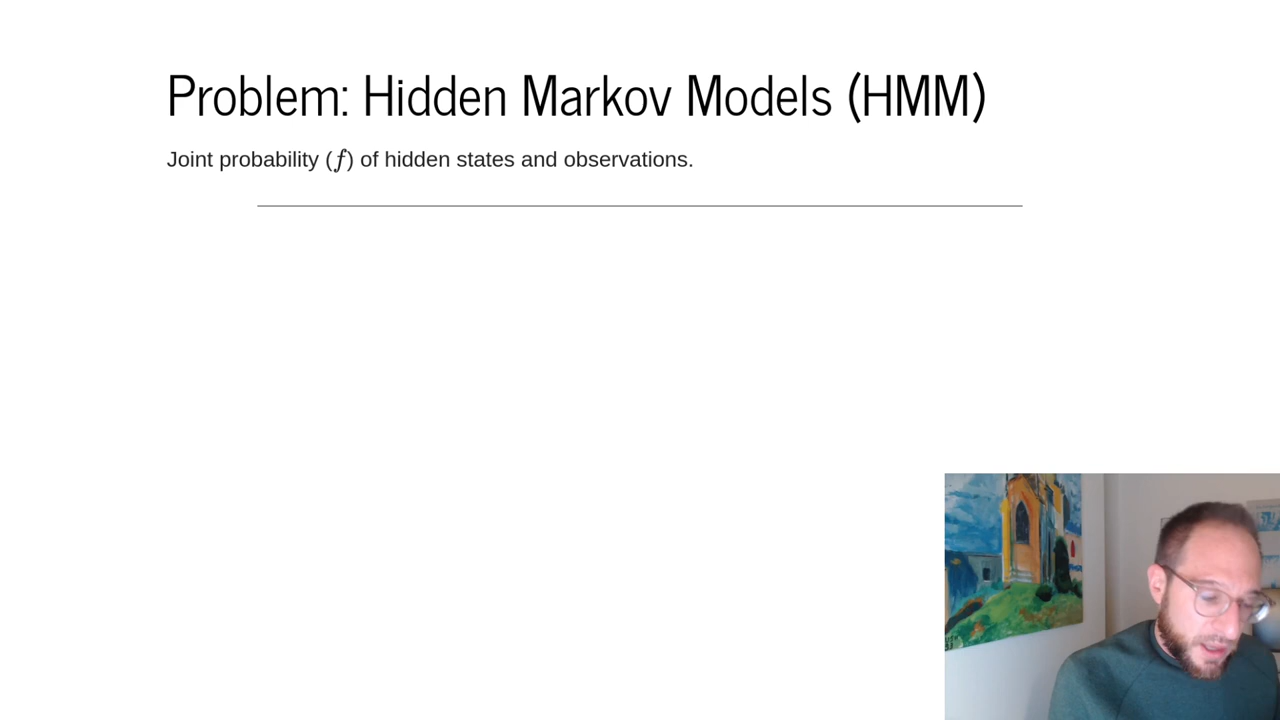 Problem: Hidden Markov Models (HMM)
Joint probability (f) of hidden states and observations.